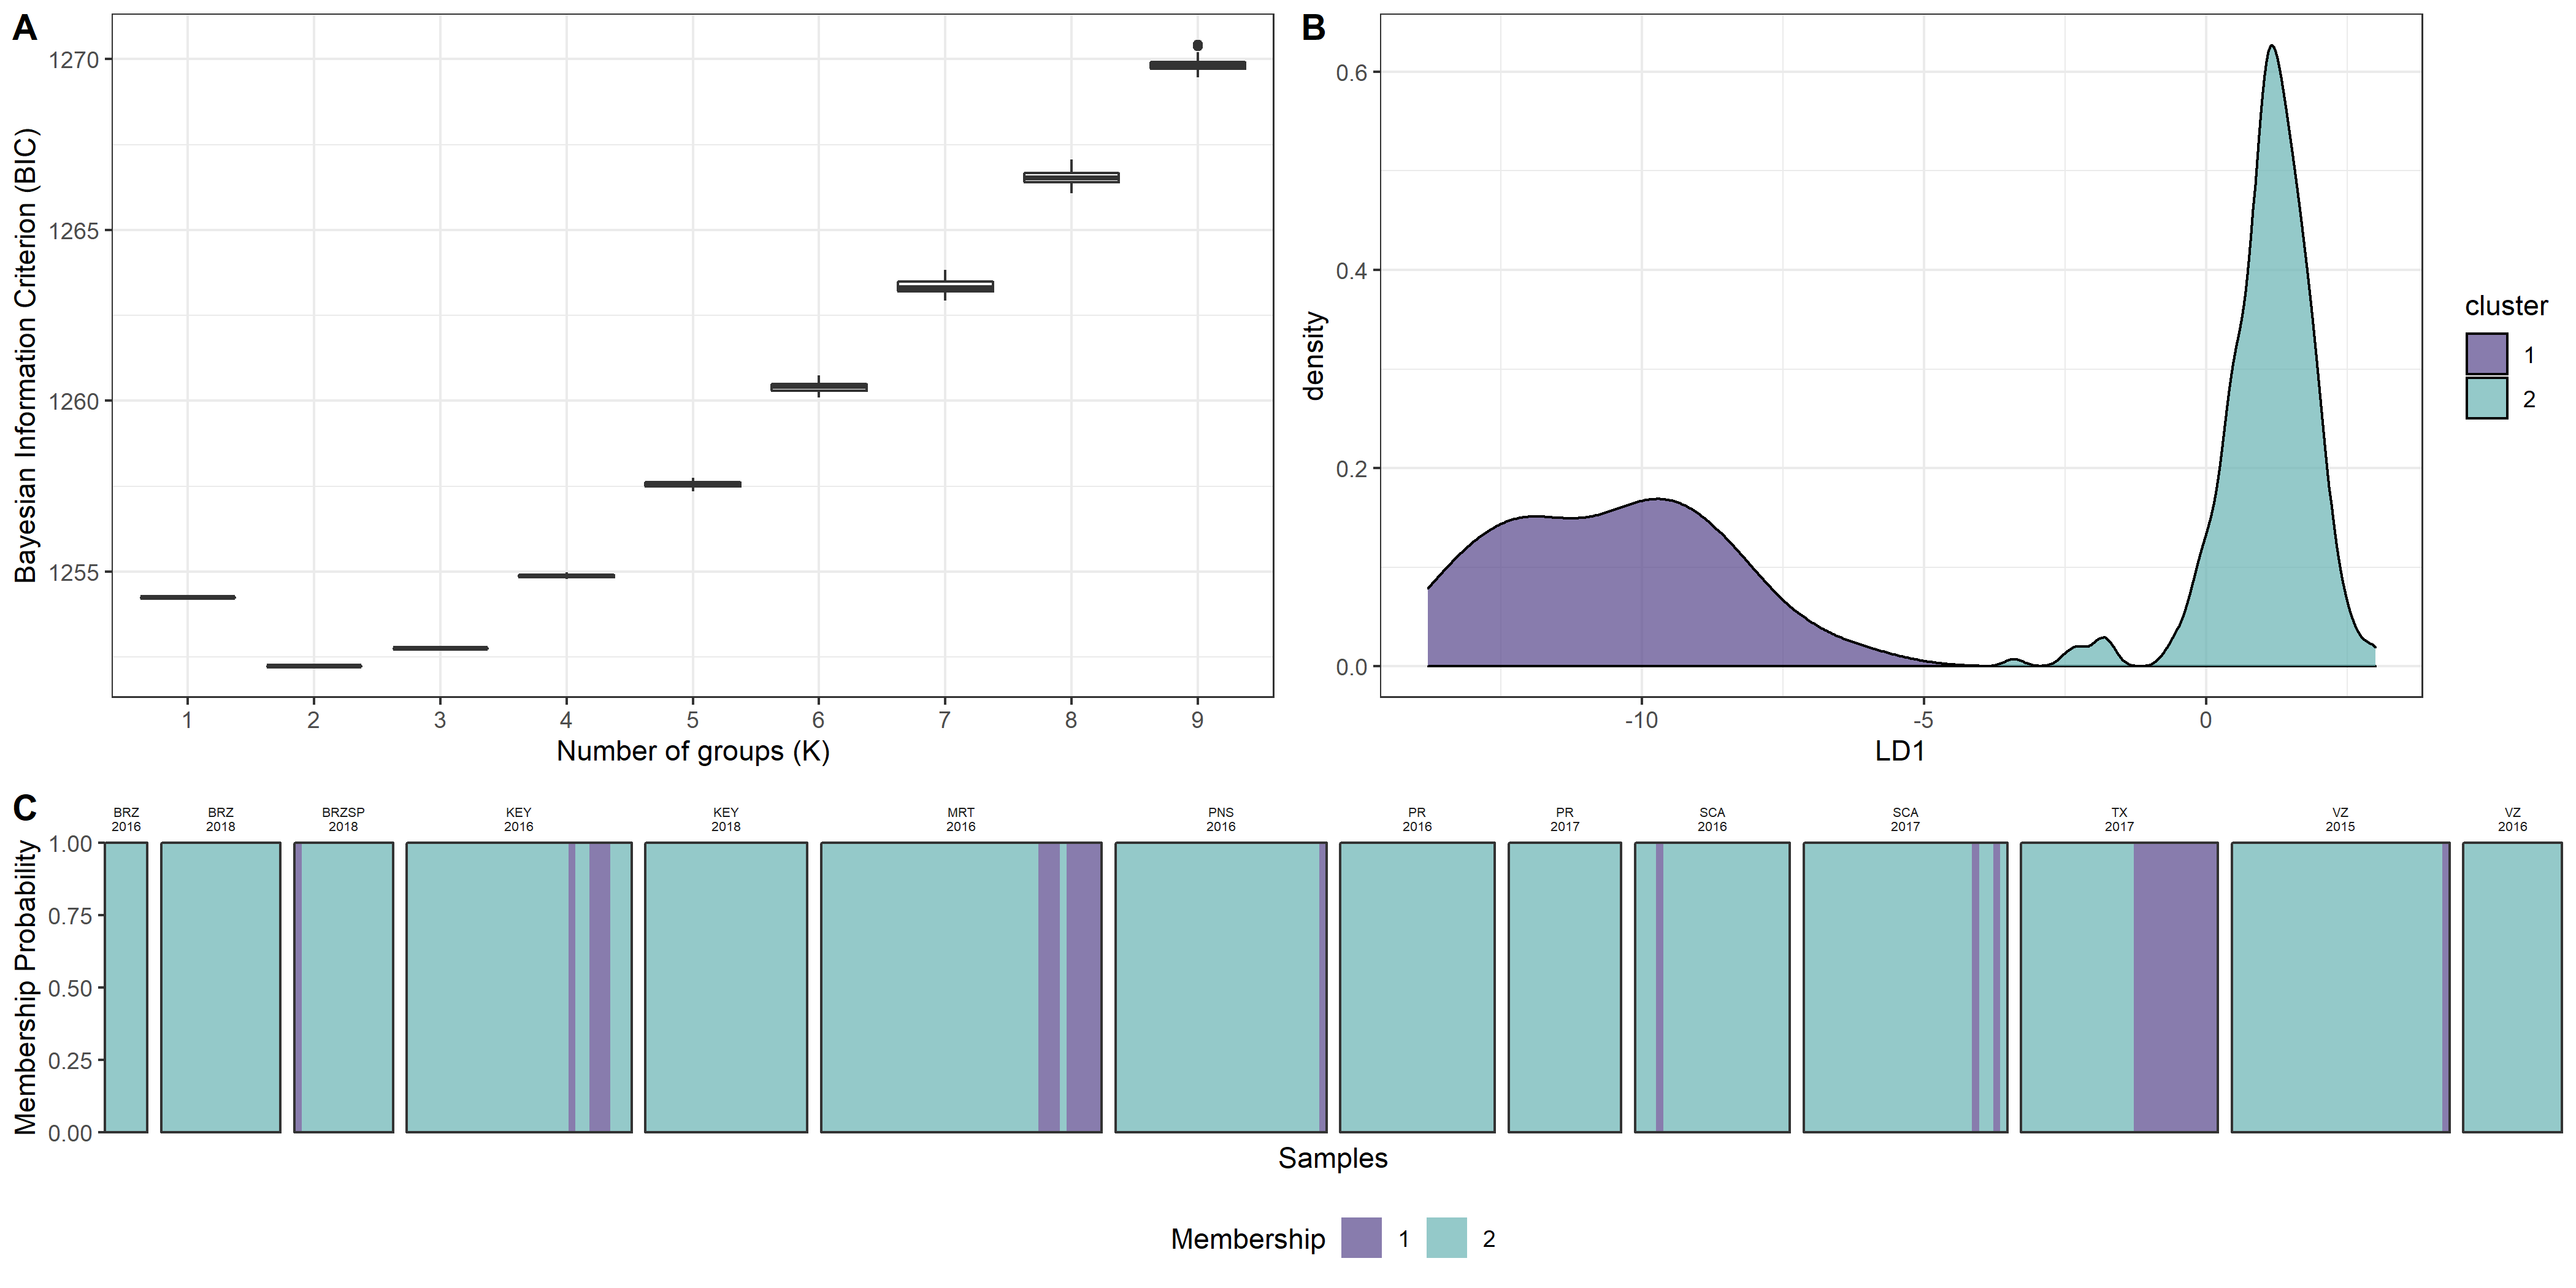 A
Bayesian Information Criterion (BIC)
1270
1265
1260
1255
1 2 3 4 5 6 7 8 9
Number of groups (K)
B
density
0.6
0.4
0.2
0.0
-10 -5 0
LD1
cluster
1
2
C
Membership Probability
1.00
0.75
0.50
0.25
0.00
BRZ
2016
BRZ
2018
BRZSP
2018
KEY
2016
KEY
2018
MRT
2016
PNS
2016
PR
2016
PR
2017
SCA
2016
SCA
2017
TX
2017
VZ
2015
VZ
2016
Samples
Membership 1 2